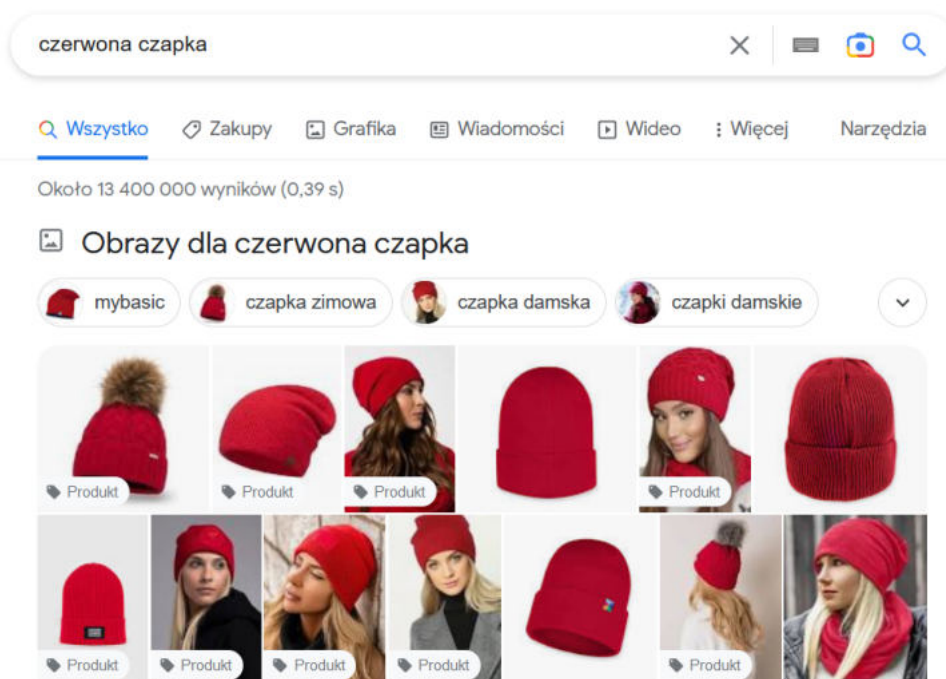 czerwona czapka
Wszystko Zakupy Grafika Wiadomości Wideo Więcej Narzędzia
Około 13 400 000 wyników (0,39 s)
Obrazy dla czerwona czapka
mybasic czapka zimowa czapka damska czapki damskie
Produkt Produkt Produkt Produkt
Produkt Produkt Produkt Produkt Produkt